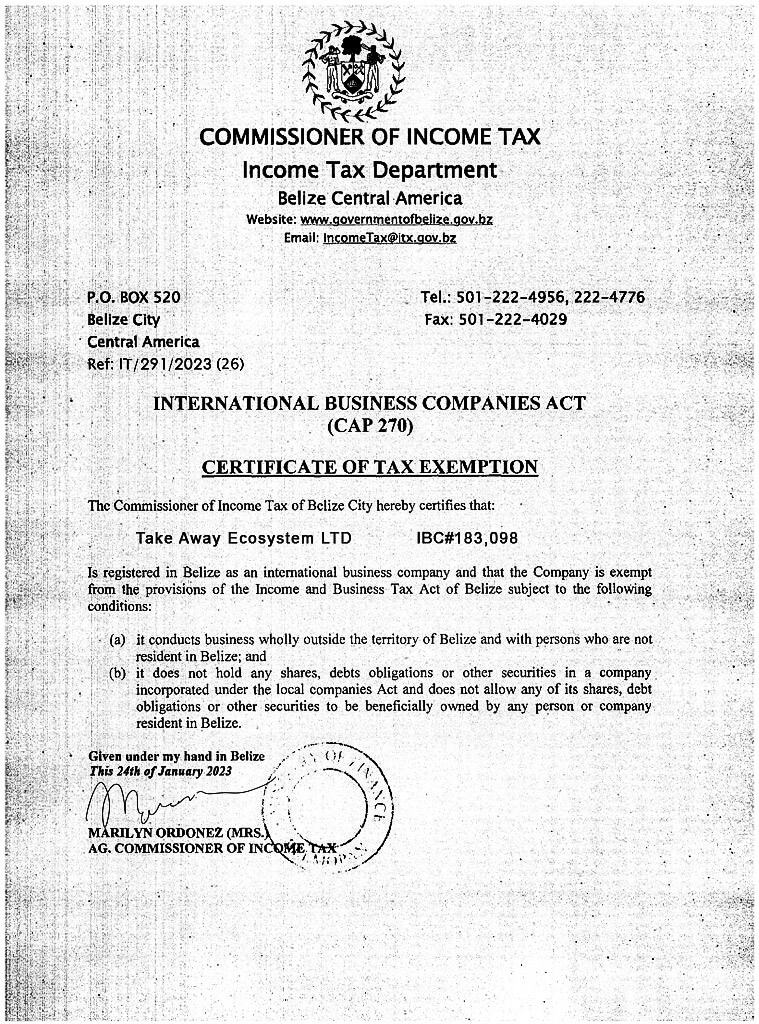 COMMISSIONER OF INCOME TAX
Income Tax Department
Belize Central America
Website: www.governmentofbelize.gov.bz
Email: IncomeTax@itx.gov.bz
P.O. BOX 520
Tel.: 501-222-4956, 222-4776
Belize City
Fax: 501-222-4029
Central America
Ref: IT/291/2023 (26)
INTERNATIONAL BUSINESS COMPANIES ACT
(CAP 270)
CERTIFICATE OF TAX EXEMPTION
The Commissioner of Income Tax of Belize City hereby certifies that:
Take Away Ecosystem LTD IBC#183,098
Is registered in Belize as an international business company and that the Company is exempt
from the provisions of the Income and Business Tax Act of Belize subject to the following
conditions:
(a) it conducts business wholly outside the territory of Belize and with persons who are not
resident in Belize; and
(b) it does not hold any shares, debts obligations or other securities in a company
incorporated under the local companies Act and does not allow any of its shares, debt
obligations or other securities to be beneficially owned by any person or company
resident in Belize.
Given under my hand in Belize
This 24th of January 2023
OF FINANCE
MARILYN ORDONEZ (MRS.)
AG. COMMISSIONER OF INCOME TAX